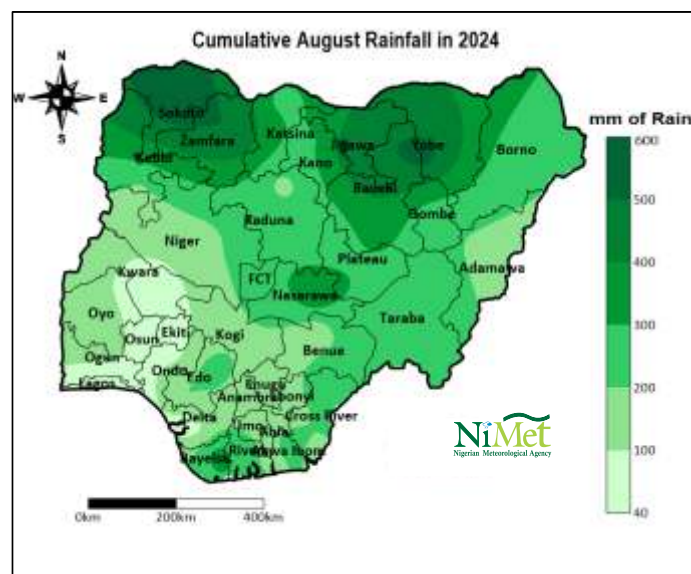 Cumulative August Rainfall in 2024
N
W E
S
mm of Rain
Sokoto
Zamfara
Katsina
Kebbi
Kano
Jigawa
Yobe
Borno
Bauchi
Gombe
Kaduna
Niger
Plateau
Adamawa
Kwara
FCT
Nasarawa
Taraba
Oyo
Osun
Ekiti
Kogi
Benue
Ogun
Ondo
Edo
Lagos
Enugu
Anambra
Ebonyi
Delta
Imo
Abia
Cross River
Bayelsa
Rivers
Akwa Ibom
600
500
400
300
200
100
40
NiMet
Nigerian Meteorological Agency
0km 200km 400km